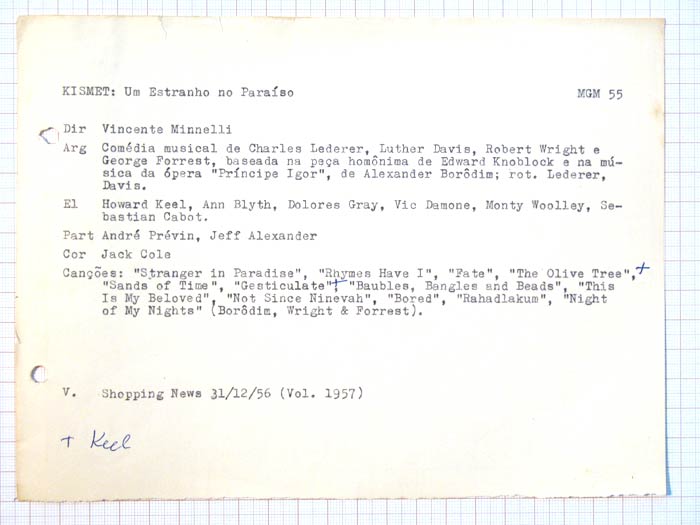 KISMET: Um Estranho no Paraíso MGM 55
Dir Vincente Minnelli
Arg Comédia musical de Charles Lederer, Luther Davis, Robert Wright e
George Forrest, baseada na peça homônima de Edward Knoblock e na mú-
sica da ópera "Príncipe Igor", de Alexander Borôdim; rot. Lederer,
Davis.
El Howard Keel, Ann Blyth, Dolores Gray, Vic Damone, Monty Woolley, Se-
bastian Cabot.
Part André Prévin, Jeff Alexander
Cor Jack Cole
Canções: "Stranger in Paradise", "Rhymes Have I", "Fate", "The Olive Tree",+
"Sands of Time", "Gesticulate"+, "Baubles, Bangles and Beads", "This
Is My Beloved", "Not Since Ninevah", "Bored", "Rahadlakum", "Night
of My Nights" (Borôdim, Wright & Forrest).
V. Shopping News 31/12/56 (Vol. 1957)
+ Keel